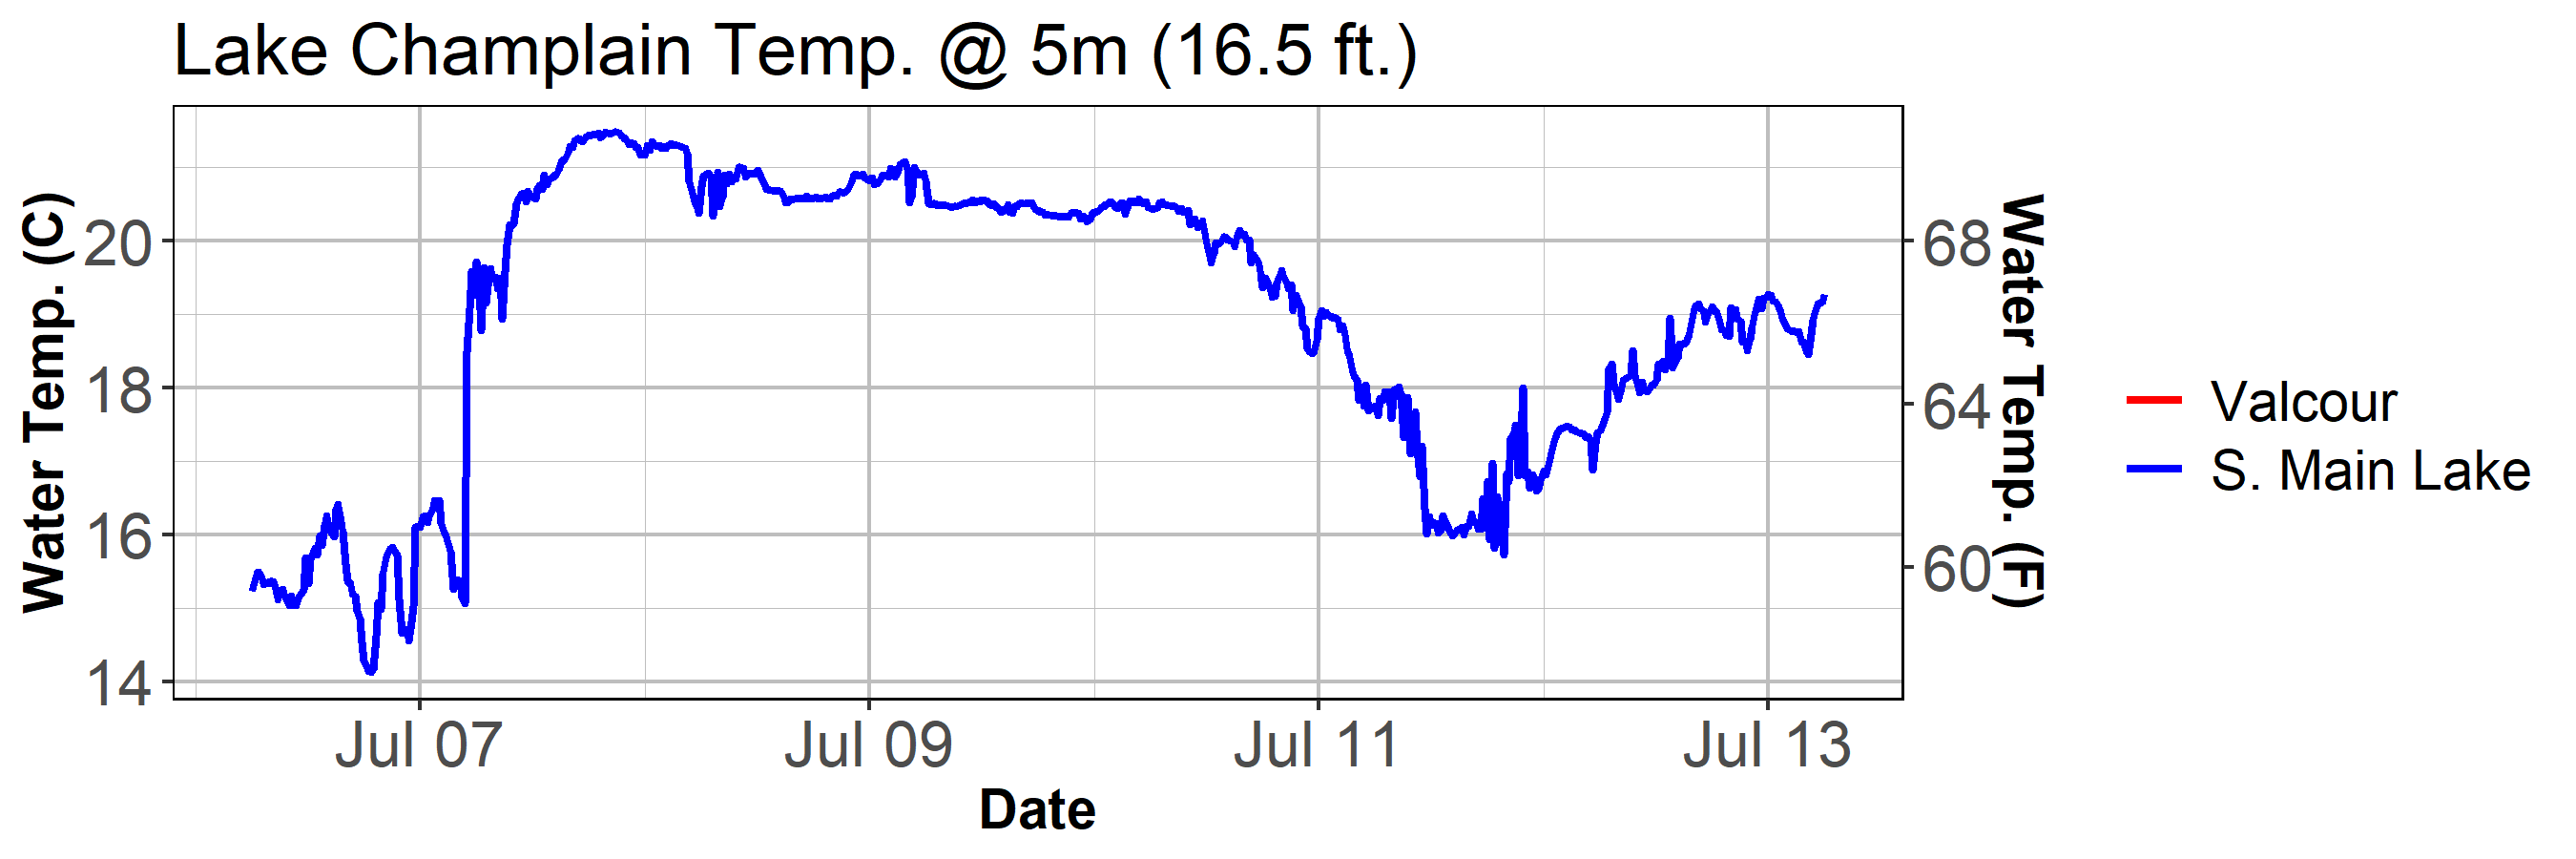 Lake Champlain Temp. @ 5m (16.5 ft.)
Water Temp. (C)
20
18
16
14
68
64
60
Water Temp. (F)
Jul 07
Jul 09
Jul 11
Jul 13
Date
Valcour
S. Main Lake